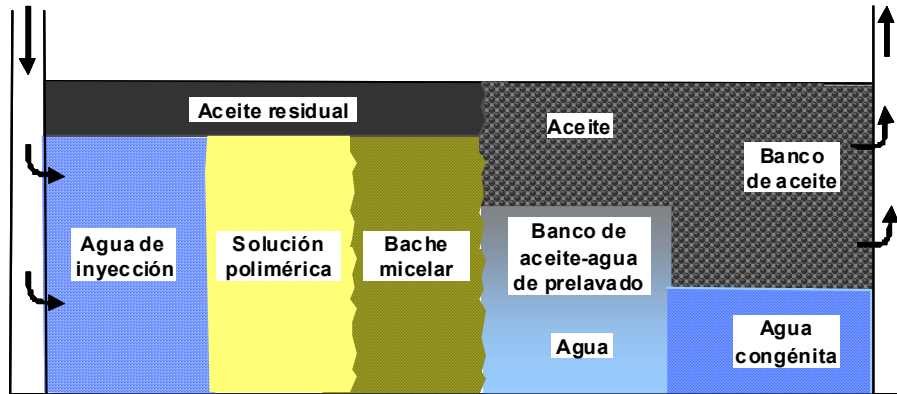 Aceite residual
Aceite
Banco
de aceite
Agua de
inyección
Solución
polimérica
Bache
micelar
Banco de
aceite-agua
de prelavado
Agua
Agua
congénita